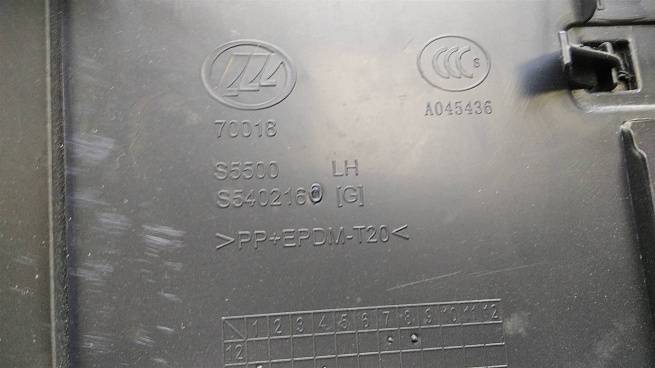 CCC S
A045436
70018
S5500 LH
S5402160 [G]
>PP+EPDM-T20<
1 2 3 4 5 6 7 8 9 10 11 12
12